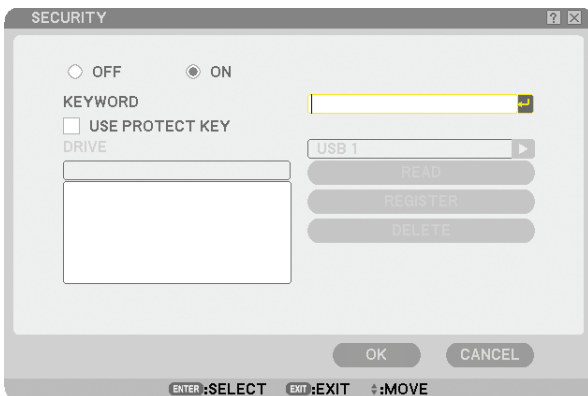 SECURITY
OFF ON
KEYWORD
USE PROTECT KEY
DRIVE USB 1
READ
REGISTER
DELETE
OK CANCEL
ENTER:SELECT EXIT:EXIT :MOVE